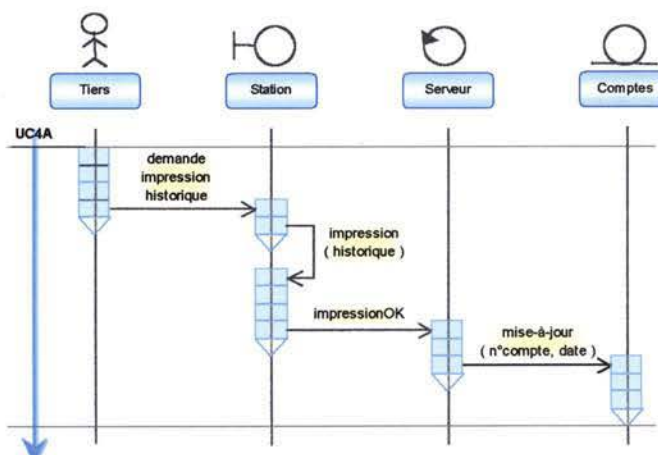 Tiers
Station
Serveur
Comptes
UC4A
demande
impression
historique
impression
( historique )
impressionOK
mise-à-jour
( n°compte, date )